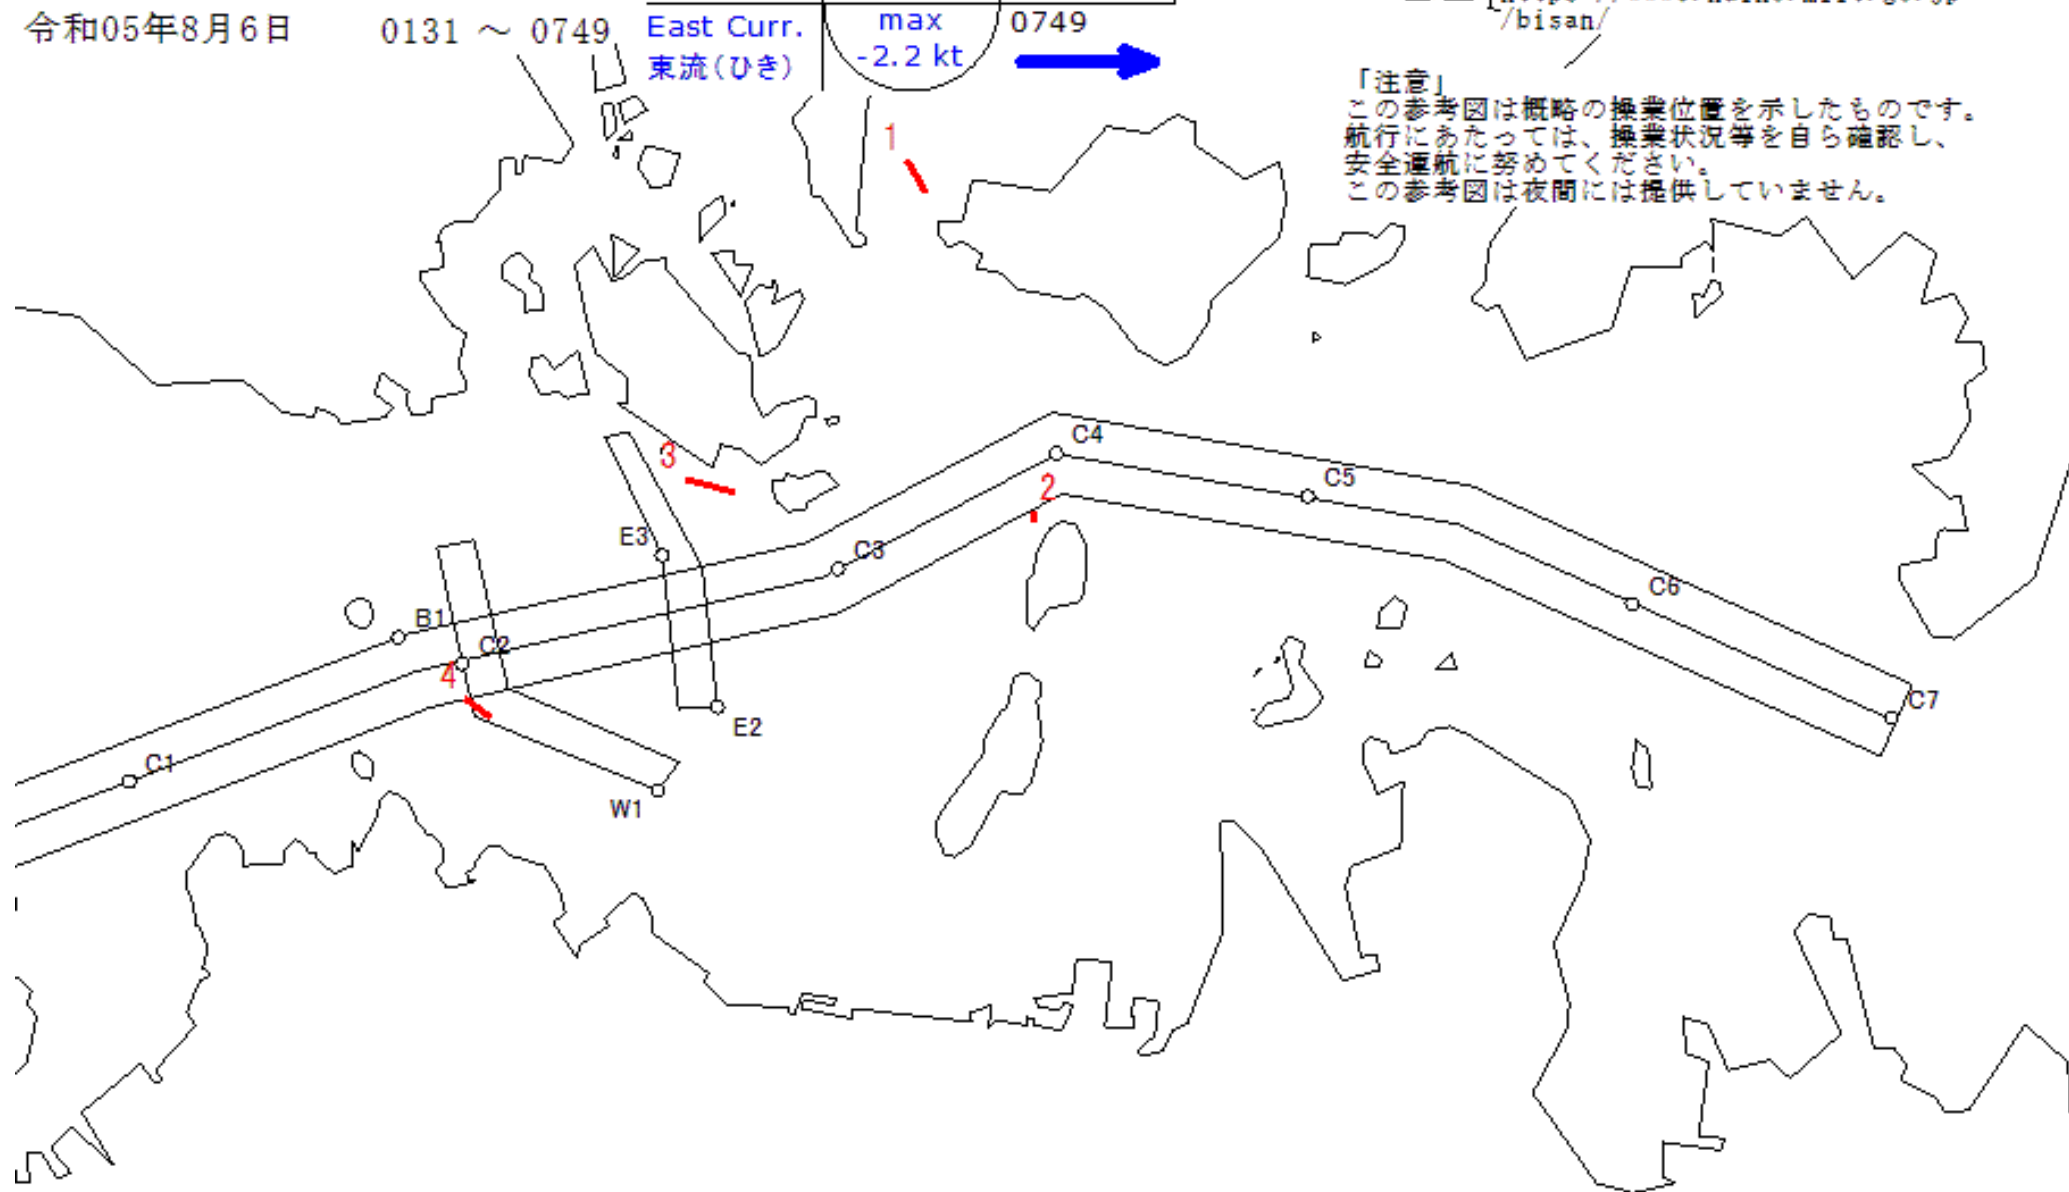 令和05年8月6日 0131 ～ 0749
East Curr.
東流(ひき)
max
-2.2 kt
0749
/bisan/
「注意」
この参考図は概略の操業位置を示したものです。
航行にあたっては、操業状況等を自ら確認し、
安全運航に努めてください。
この参考図は夜間には提供していません。
1
C4
3
C5
2
E3
C3
C6
B1
C2
4
C7
E2
C1
W1